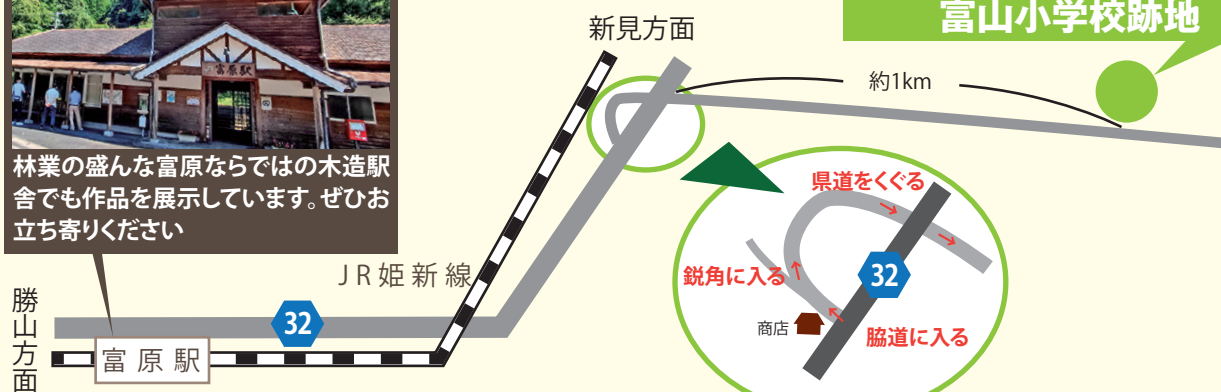 富山小学校跡地
新見方面
約1km
富原駅
林業の盛んな富原ならではの木造駅
舎でも作品を展示しています。ぜひお
立ち寄りください
県道をくぐる
JR姫新線
鋭角に入る
32
勝山方面
32
商店
脇道に入る
富原駅